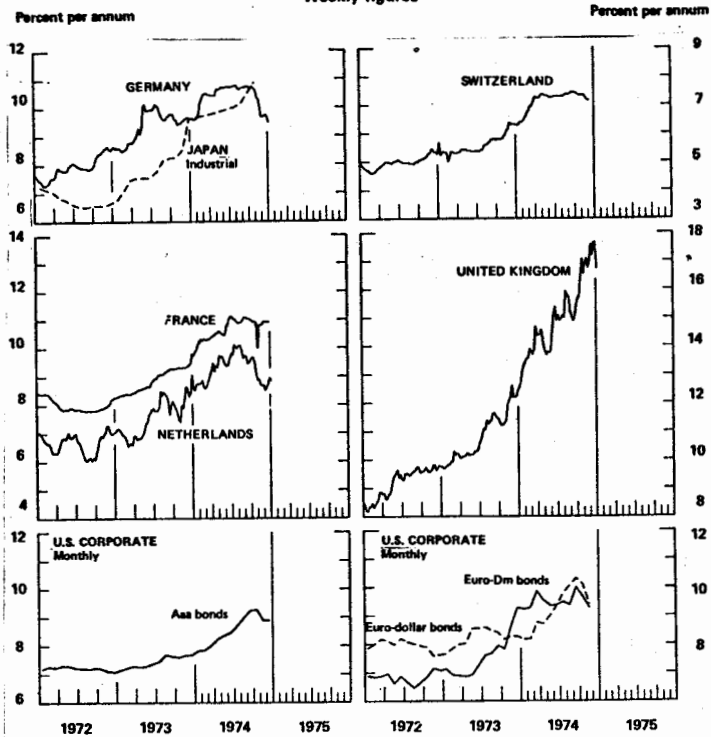 Weekly figures
Percent per annum
Percent per annum
12
10
8
6
GERMANY
JAPAN
Industrial
9
7
5
3
SWITZERLAND
14
12
10
8
6
4
FRANCE
NETHERLANDS
18
16
14
12
10
8
UNITED KINGDOM
12
10
8
6
U.S. CORPORATE
Monthly
Aaa bonds
12
10
8
U.S. CORPORATE
Monthly
Euro-Dm bonds
Euro-dollar bonds
1972 1973 1974 1975
1972 1973 1974 1975